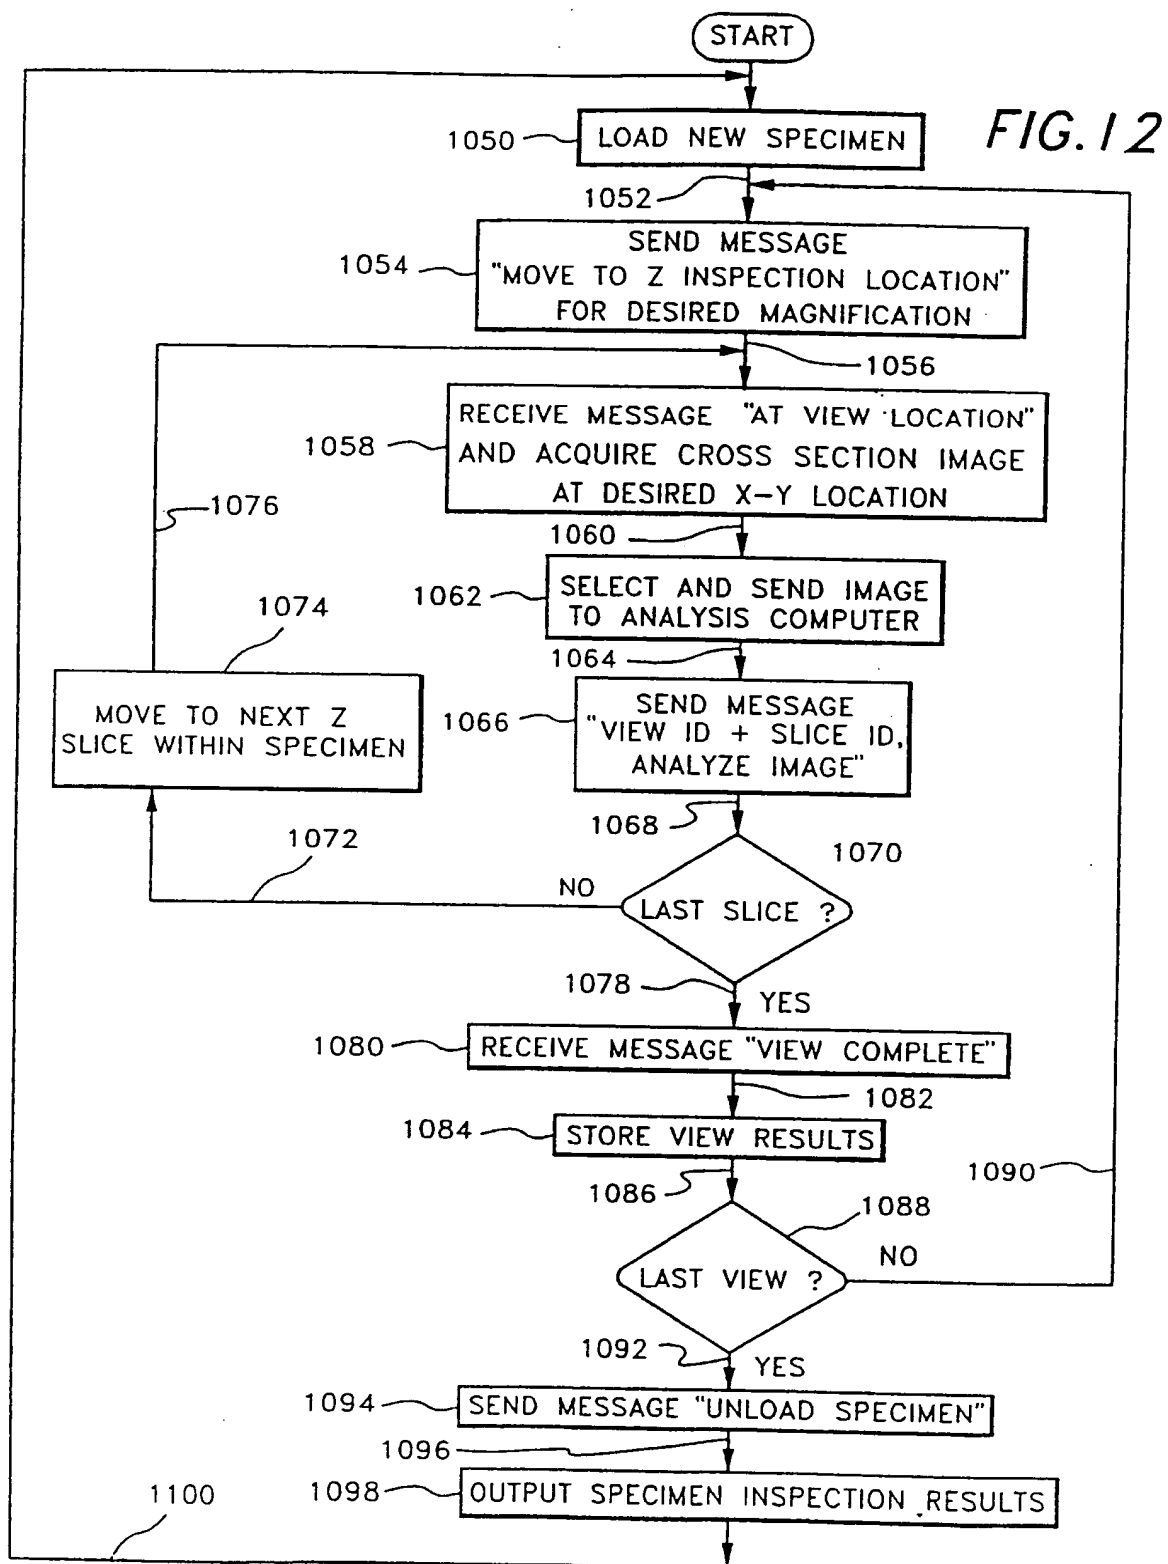 START
FIG.12
1050
LOAD NEW SPECIMEN
1052
1054
SEND MESSAGE
"MOVE TO Z INSPECTION LOCATION"
FOR DESIRED MAGNIFICATION
1056
1058
RECEIVE MESSAGE "AT VIEW LOCATION"
AND ACQUIRE CROSS SECTION IMAGE
AT DESIRED X-Y LOCATION
1076
1060
1062
SELECT AND SEND IMAGE
TO ANALYSIS COMPUTER
1074
1064
MOVE TO NEXT Z
SLICE WITHIN SPECIMEN
1066
SEND MESSAGE
"VIEW ID + SLICE ID,
ANALYZE IMAGE"
1068
1070
1072
NO
LAST SLICE ?
1078
YES
1080
RECEIVE MESSAGE "VIEW COMPLETE"
1082
1084
STORE VIEW RESULTS
1086
1090
1088
LAST VIEW ?
NO
1092
YES
1094
SEND MESSAGE "UNLOAD SPECIMEN"
1096
1098
OUTPUT SPECIMEN INSPECTION RESULTS
1100